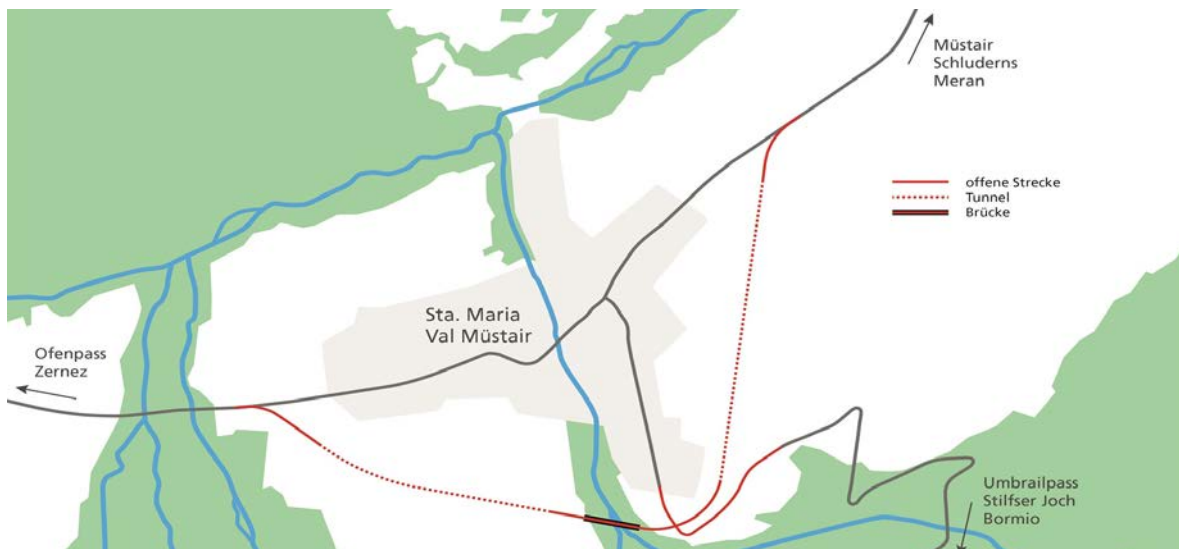 Müstair
Schluderns
Meran
offene Strecke
Tunnel
Brücke
Sta. Maria
Val Müstair
Ofenpass
Zernez
Umbrailpass
Stilfser Joch
Bormio